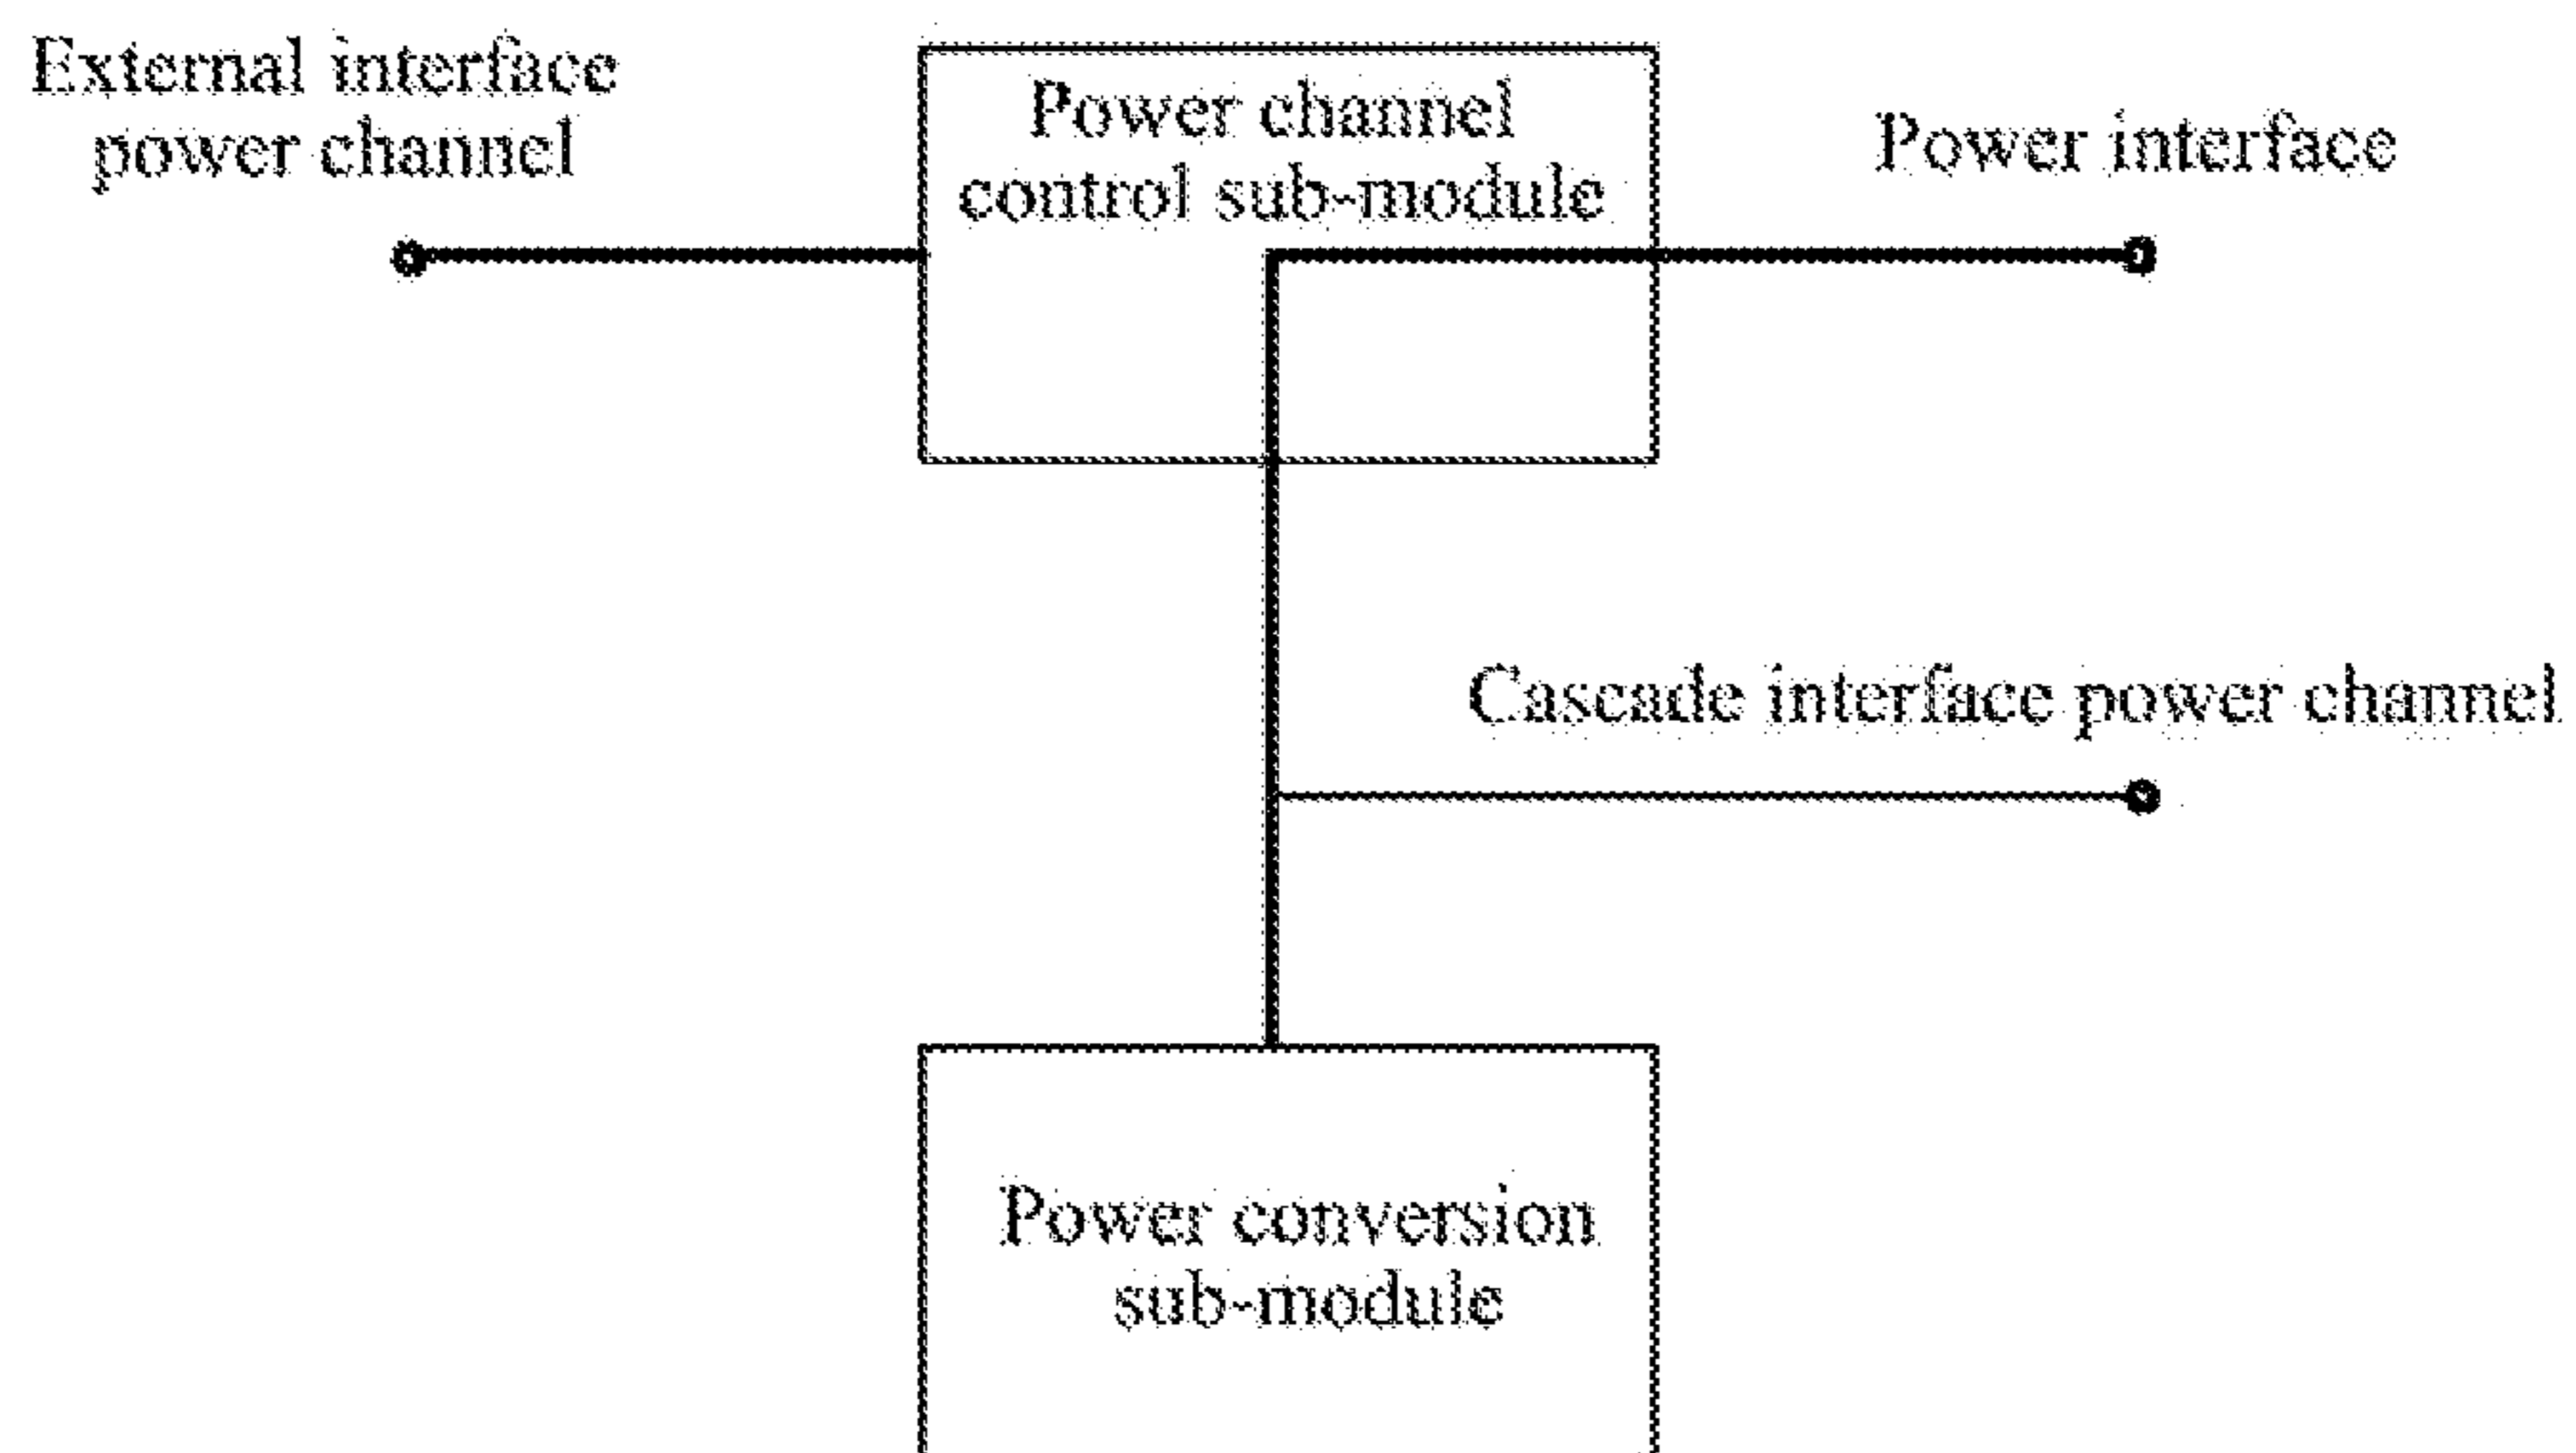 External interface
power channel
Power channel
control sub-module
Power interface
Cascade interface power channel
Power conversion
sub-module